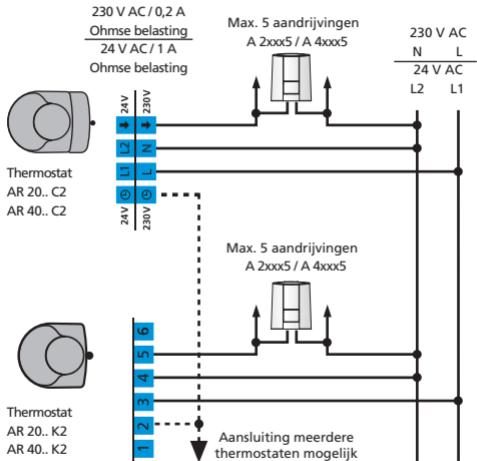 230 V AC / 0,2 A
Ohmse belasting
24 V AC / 1 A
Ohmse belasting
Max. 5 aandrijvingen
A 2xxx5 / A 4xxx5
230 V AC
N L
24 V AC
L2 L1
24V 230V
L2 N
L1 L
24V 230V
Thermostat
AR 20.. C2
AR 40.. C2
Max. 5 aandrijvingen
A 2xxx5 / A 4xxx5
6
5
4
3
2
1
Thermostat
AR 20.. K2
AR 40.. K2
Aansluiting meerdere
thermostaten mogelijk